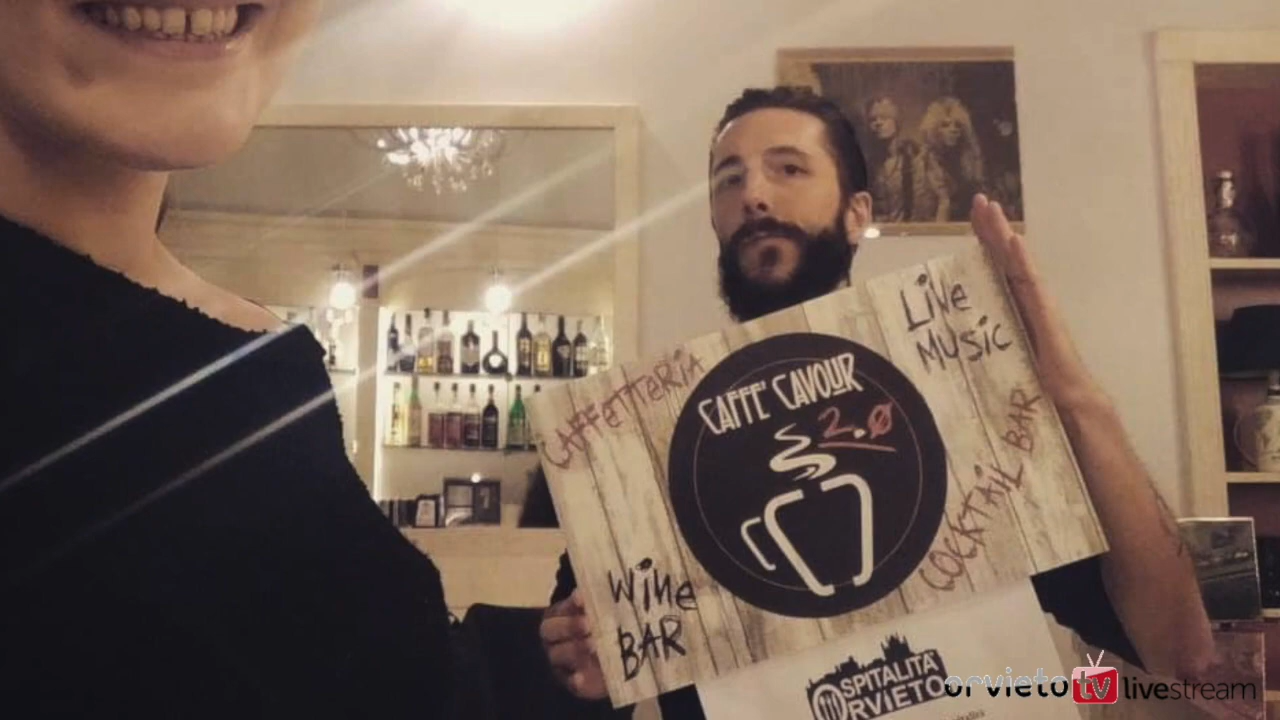 CAFFETTERIA
CAFFE' CAVOUR
2.0
LIVE
MUSIC
COCKTAIL BAR
WINE
BAR
OSPITALITÀ
ORVIETO
orvieto tv livestream